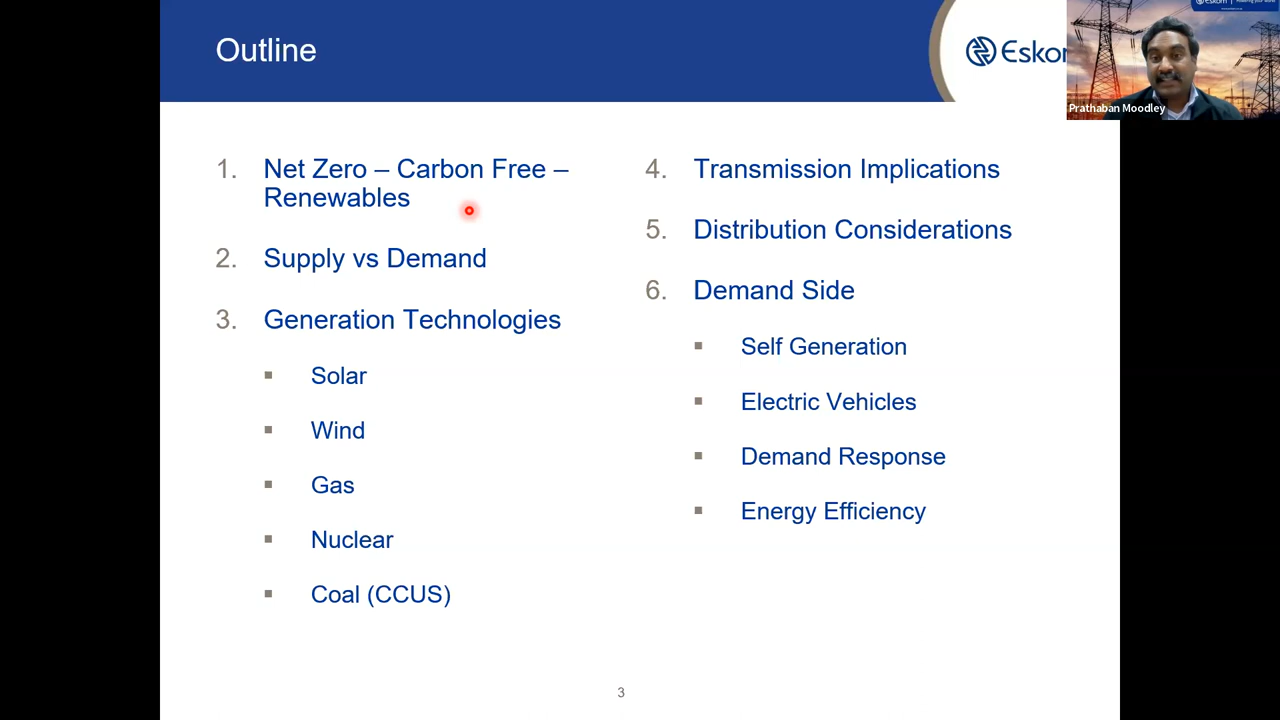 Outline
Eskom
Prathaban Moodley
1. Net Zero – Carbon Free –
Renewables
2. Supply vs Demand
3. Generation Technologies
▪ Solar
▪ Wind
▪ Gas
▪ Nuclear
▪ Coal (CCUS)
4. Transmission Implications
5. Distribution Considerations
6. Demand Side
▪ Self Generation
▪ Electric Vehicles
▪ Demand Response
▪ Energy Efficiency
3